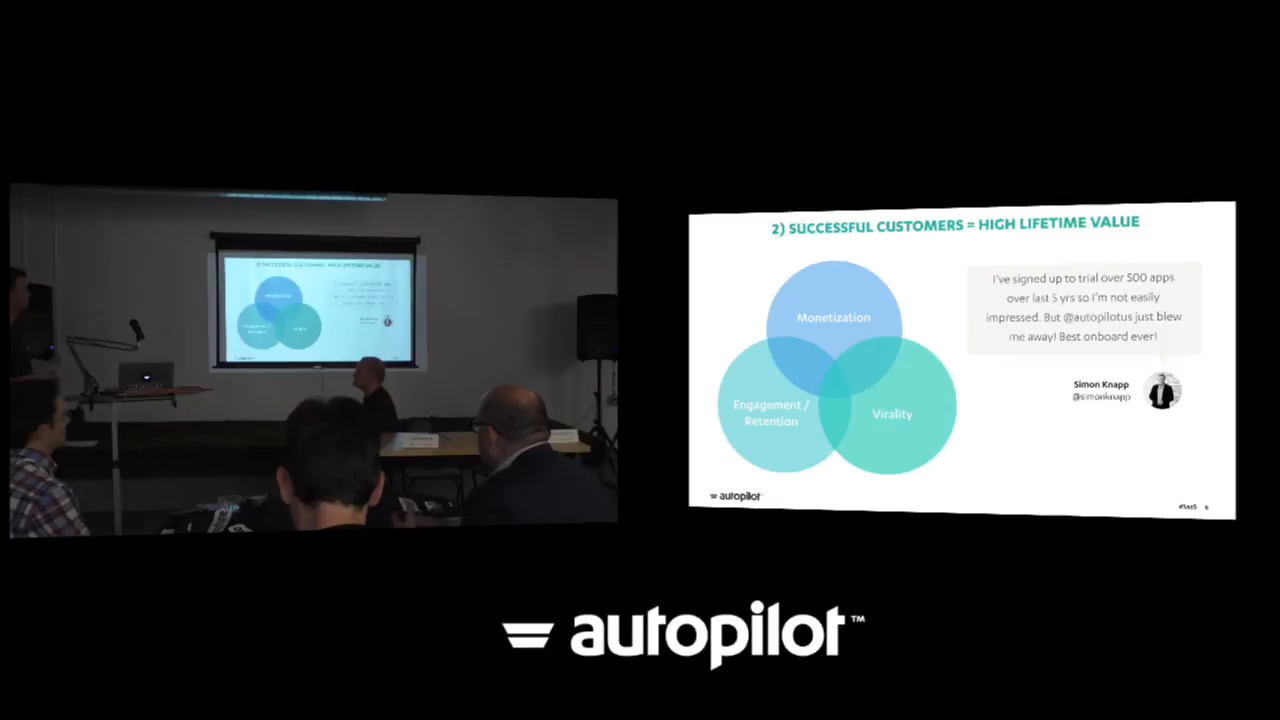 2) SUCCESSFUL CUSTOMERS = HIGH LIFETIME VALUE
Monetization
Engagement /
Retention
Virality
I've signed up to trial over 500 apps
over last 5 yrs so I'm not easily
impressed. But @autopilotus just blew
me away! Best onboard ever!
Simon Knapp
@simonknapp
autopilot
#SaaS 6
autopilot™